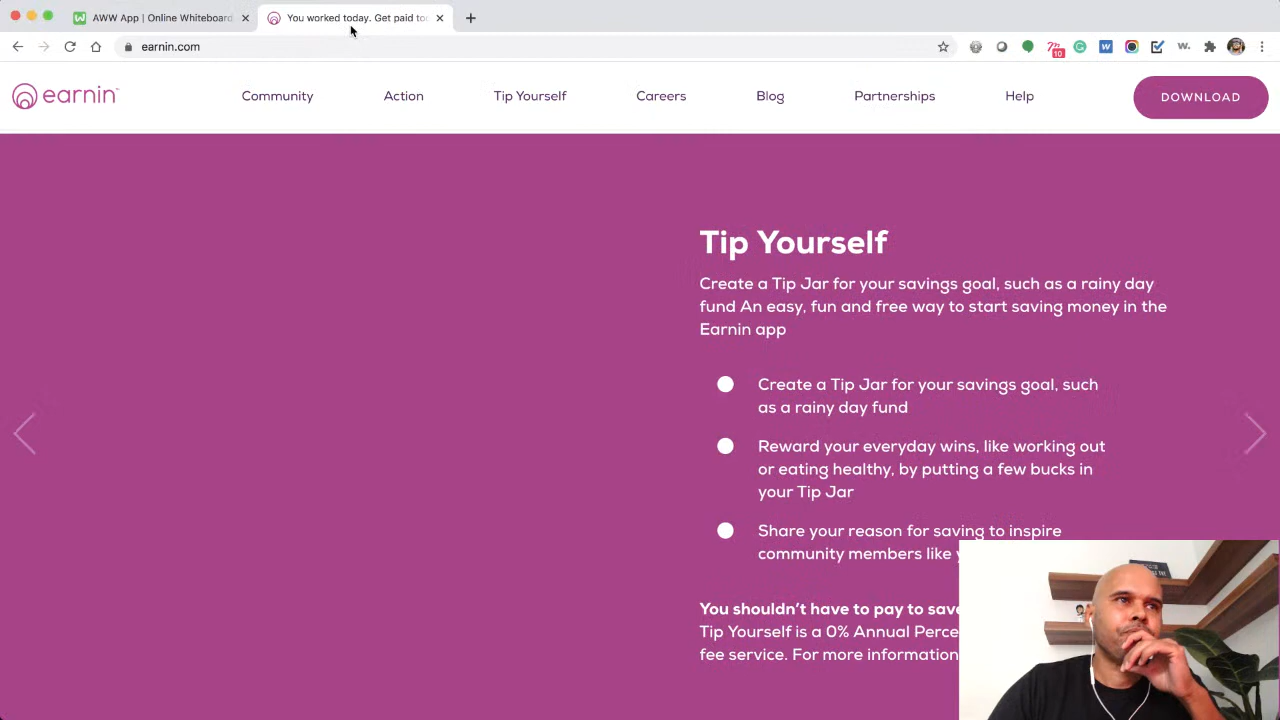 AWW App | Online Whiteboard
You worked today. Get paid to
earnin.com
10
earnin
Community
Action
Tip Yourself
Careers
Blog
Partnerships
Help
DOWNLOAD
Tip Yourself
Create a Tip Jar for your savings goal, such as a rainy day
fund An easy, fun and free way to start saving money in the
Earnin app
Create a Tip Jar for your savings goal, such
as a rainy day fund
Reward your everyday wins, like working out
or eating healthy, by putting a few bucks in
your Tip Jar
Share your reason for saving to inspire
community members like
You shouldn't have to pay to save
Tip Yourself is a 0% Annual Perce
fee service. For more information